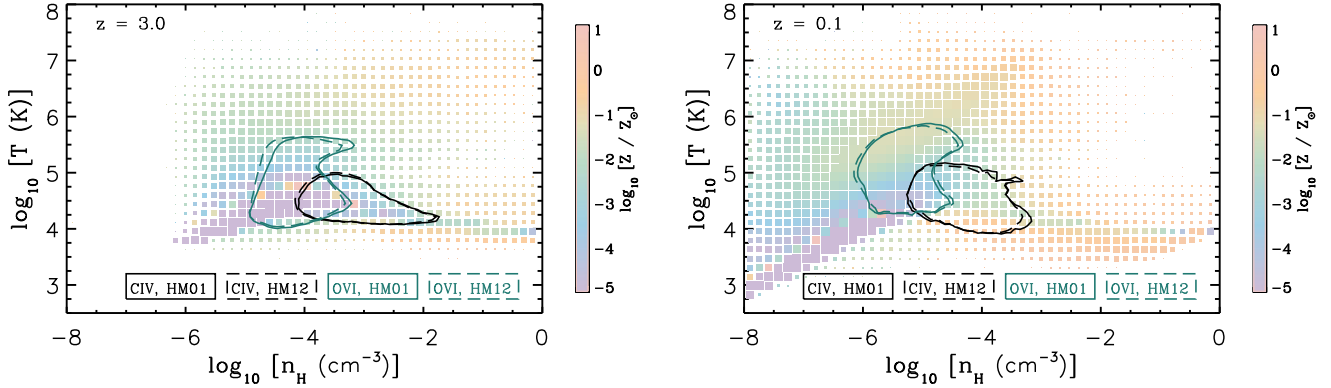 z = 3.0
8
7
6
5
4
3
log10 [T (K)]
−8
−6
−4
−2
0
log10 [nH (cm−3)]
CIV, HM01
CIV, HM12
OVI, HM01
OVI, HM12
1
0
−1
−2
−3
−4
−5
log10 [Z / Z⊙]
z = 0.1
8
7
6
5
4
3
log10 [T (K)]
−8
−6
−4
−2
0
log10 [nH (cm−3)]
CIV, HM01
CIV, HM12
OVI, HM01
OVI, HM12
1
0
−1
−2
−3
−4
−5
log10 [Z / Z⊙]